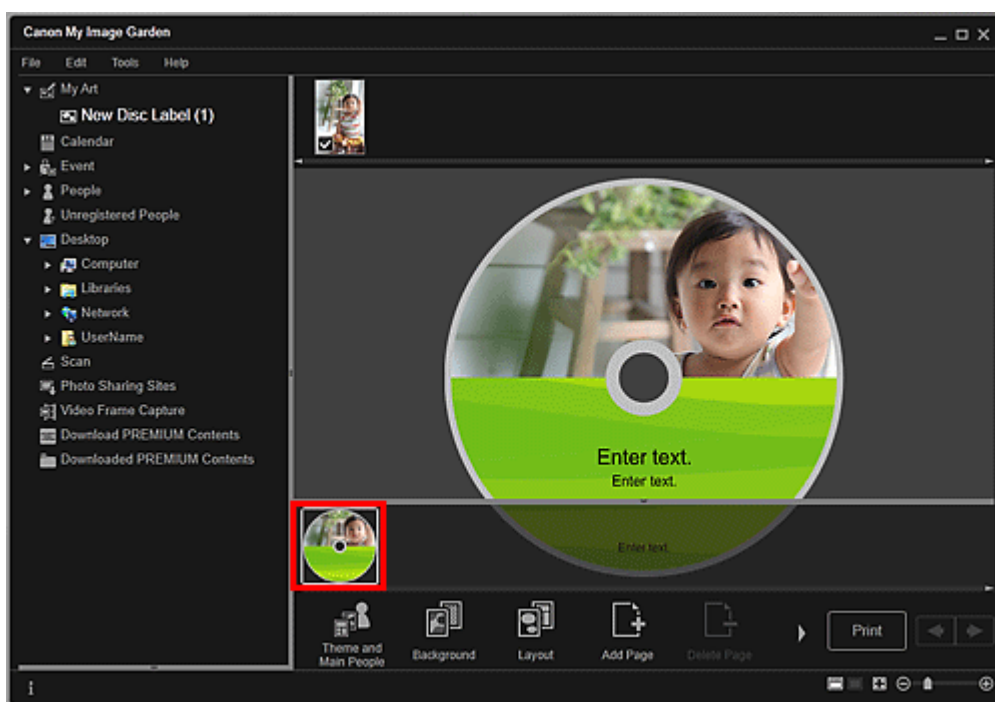 Canon My Image Garden
File Edit Tools Help
My Art
New Disc Label (1)
Calendar
Event
People
Unregistered People
Desktop
Computer
Libraries
Network
UserName
Scan
Photo Sharing Sites
Video Frame Capture
Download PREMIUM Contents
Downloaded PREMIUM Contents
Enter text.
Enter text.
Enter text.
Theme and
Main People
Background
Layout
Add Page
Delete Page
Print